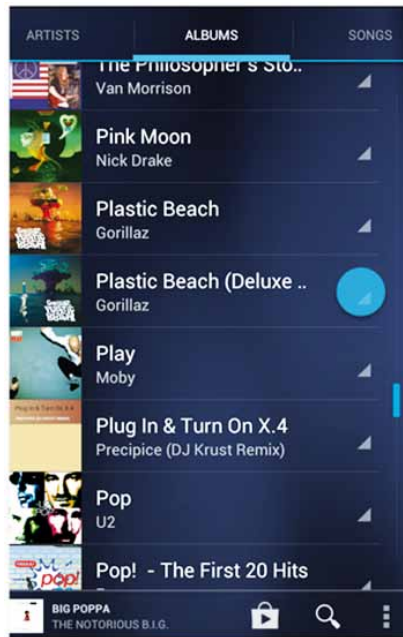 ARTISTS ALBUMS SONGS
The Philosopher's Sto..
Van Morrison
Pink Moon
Nick Drake
Plastic Beach
Gorillaz
Plastic Beach (Deluxe ..
Gorillaz
Play
Moby
Plug In & Turn On X.4
Precipice (DJ Krust Remix)
Pop
U2
pop!
Pop! - The First 20 Hits
BIG POPPA
THE NOTORIOUS B.I.G.